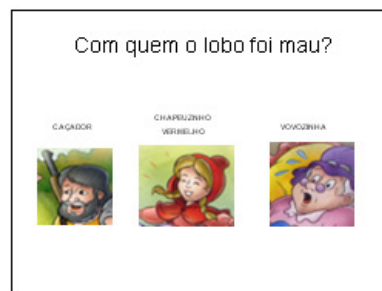 Com quem o lobo foi mau?
CAÇADOR
CHAPEUZINHO
VERMELHO
VOVOZINHA